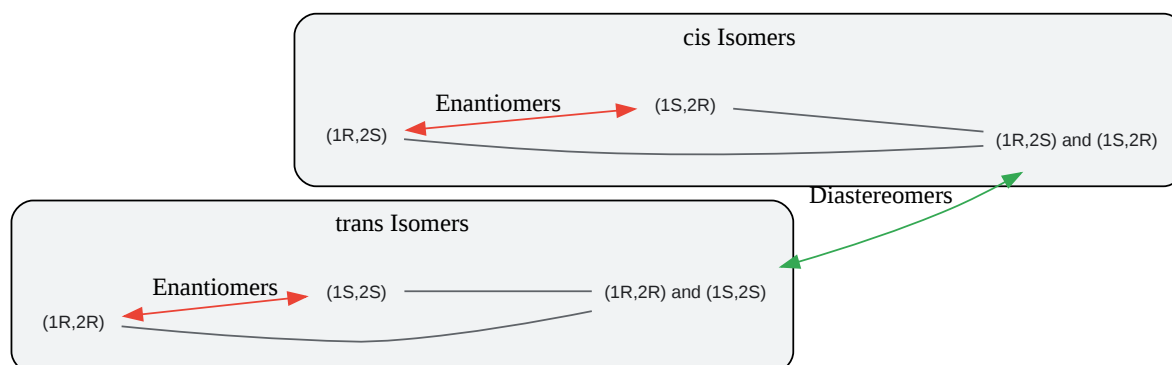 cis Isomers
Enantiomers
(1S,2R)
(1R,2S)
(1R,2S) and (1S,2R)
Diastereomers
trans Isomers
Enantiomers
(1S,2S)
(1R,2R) and (1S,2S)
(1R,2R)